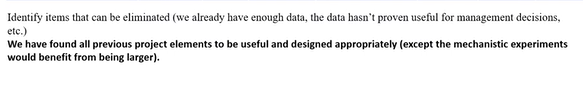 Identify items that can be eliminated (we already have enough data, the data hasn’t proven useful for management decisions,
etc.)
We have found all previous project elements to be useful and designed appropriately (except the mechanistic experiments
would benefit from being larger).